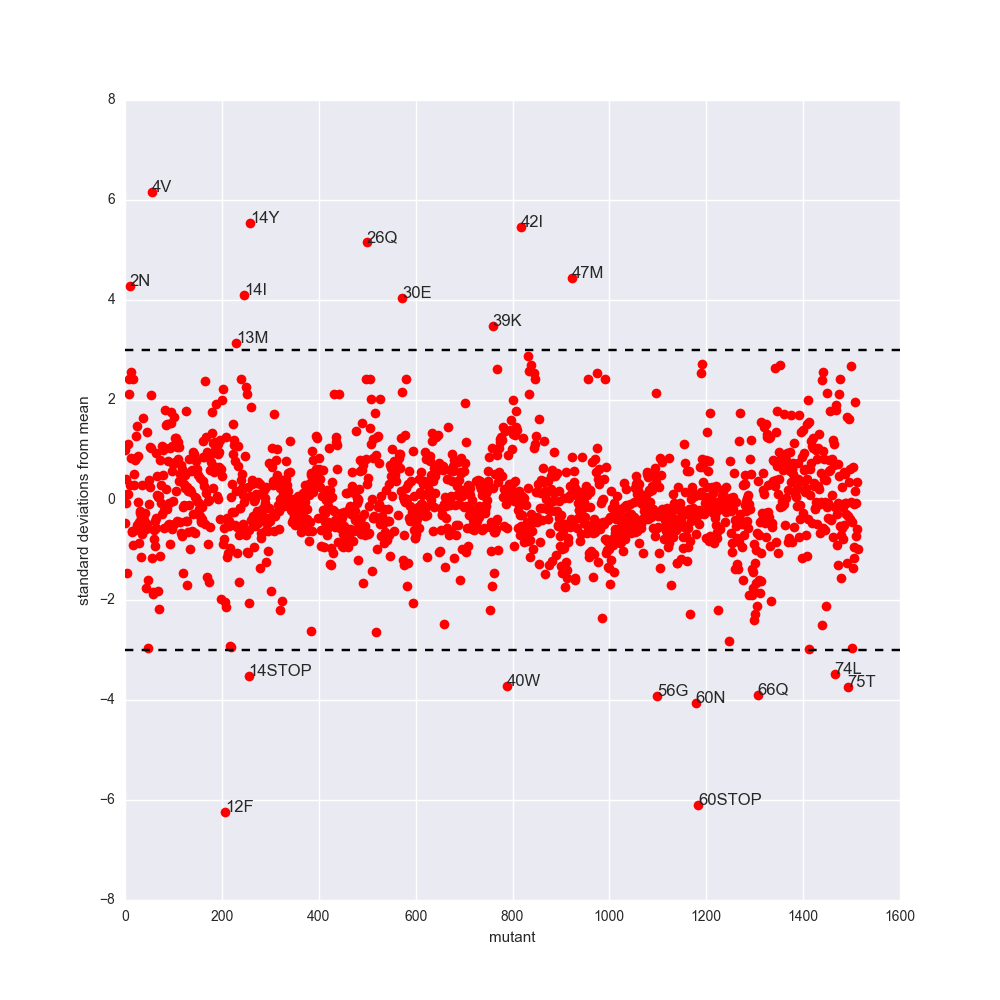 8
4V
6
14Y
42I
26Q
47M
2N
14I
30E
4
39K
13M
2
standard deviations from mean
0
−2
14STOP
74L
40W
75T
56G
66Q
60N
−4
60STOP
−6
12F
−8
0 200 400 600 800 1000 1200 1400 1600
mutant